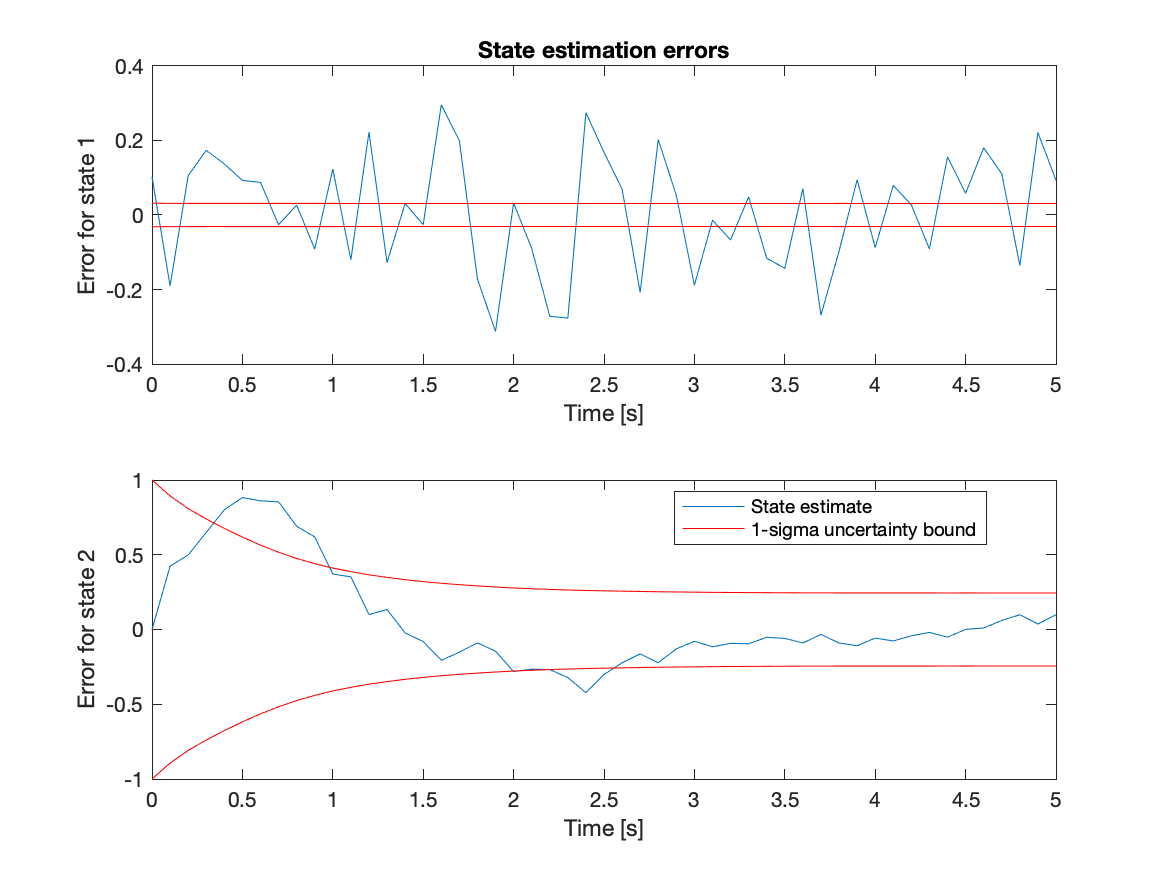 State estimation errors
0.4
0.2
0
-0.2
-0.4
Error for state 1
0 0.5 1 1.5 2 2.5 3 3.5 4 4.5 5
Time [s]
1
0.5
0
-0.5
-1
Error for state 2
State estimate
1-sigma uncertainty bound
0 0.5 1 1.5 2 2.5 3 3.5 4 4.5 5
Time [s]